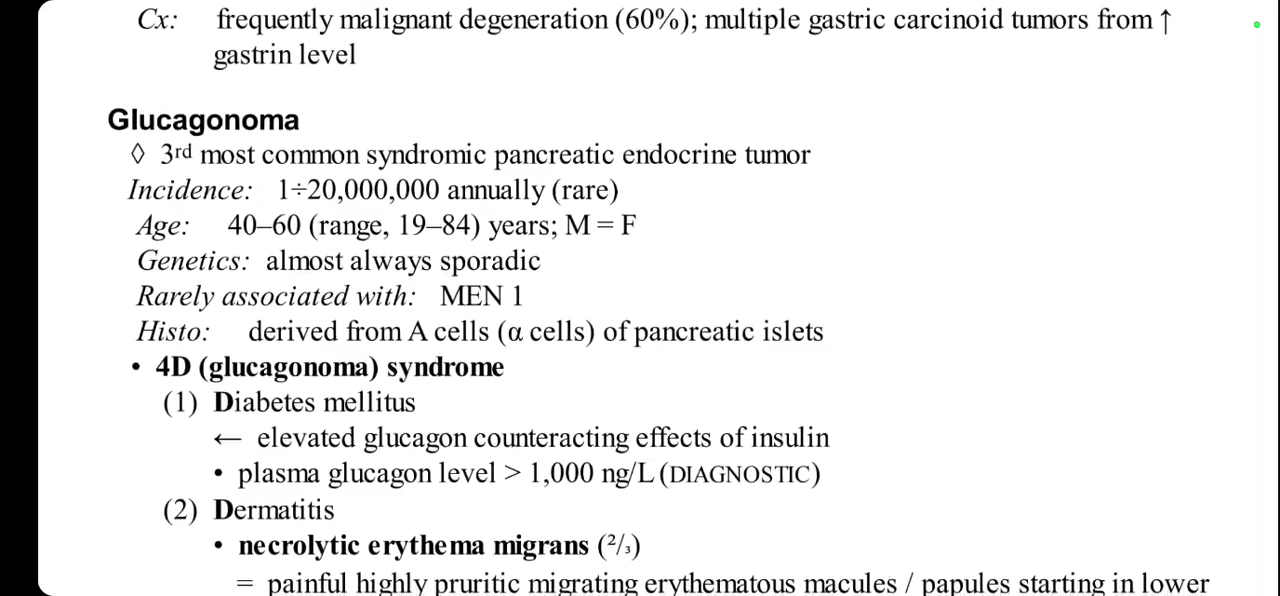 Cx: frequently malignant degeneration (60%); multiple gastric carcinoid tumors from ↑
gastrin level
Glucagonoma
◊ 3rd most common syndromic pancreatic endocrine tumor
Incidence: 1÷20,000,000 annually (rare)
Age: 40–60 (range, 19–84) years; M = F
Genetics: almost always sporadic
Rarely associated with: MEN 1
Histo: derived from A cells (α cells) of pancreatic islets
• 4D (glucagonoma) syndrome
(1) Diabetes mellitus
← elevated glucagon counteracting effects of insulin
• plasma glucagon level > 1,000 ng/L (DIAGNOSTIC)
(2) Dermatitis
• necrolytic erythema migrans (²/₃)
= painful highly pruritic migrating erythematous macules / papules starting in lower